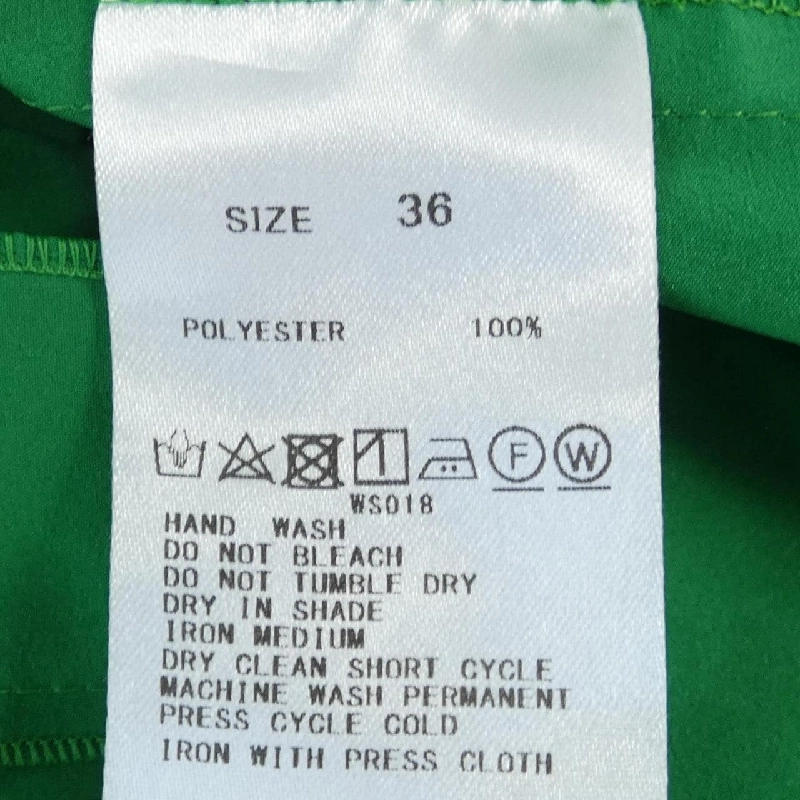 SIZE 36
POLYESTER 100%
F W
WS018
HAND WASH
DO NOT BLEACH
DO NOT TUMBLE DRY
DRY IN SHADE
IRON MEDIUM
DRY CLEAN SHORT CYCLE
MACHINE WASH PERMANENT
PRESS CYCLE COLD
IRON WITH PRESS CLOTH